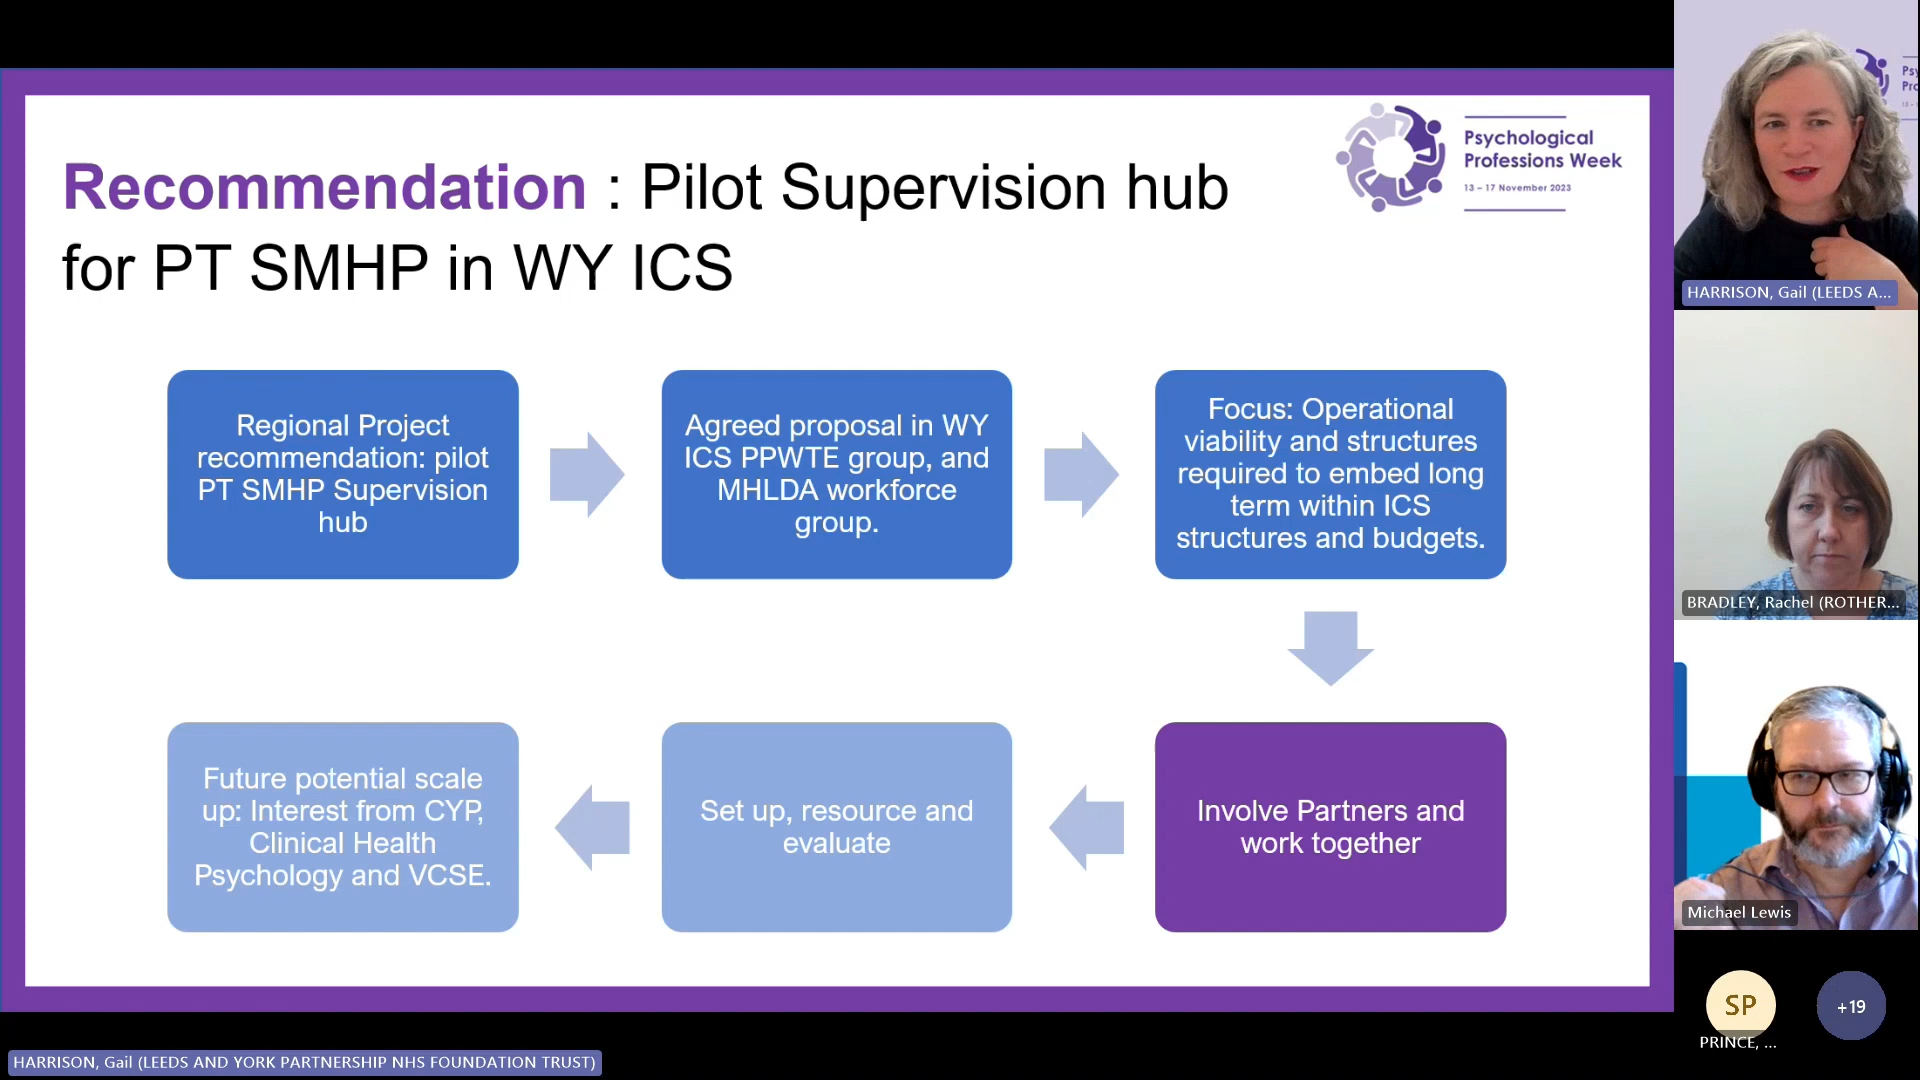 Recommendation : Pilot Supervision hub
for PT SMHP in WY ICS
Psychological
Professions Week
13 – 17 November 2023
Regional Project
recommendation: pilot
PT SMHP Supervision
hub
Agreed proposal in WY
ICS PPWTE group, and
MHLDA workforce
group.
Focus: Operational
viability and structures
required to embed long
term within ICS
structures and budgets.
Involve Partners and
work together
Set up, resource and
evaluate
Future potential scale
up: Interest from CYP,
Clinical Health
Psychology and VCSE.
HARRISON, Gail (LEEDS A...
BRADLEY, Rachel (ROTHER...
Michael Lewis
SP
PRINCE, ...
+19
HARRISON, Gail (LEEDS AND YORK PARTNERSHIP NHS FOUNDATION TRUST)